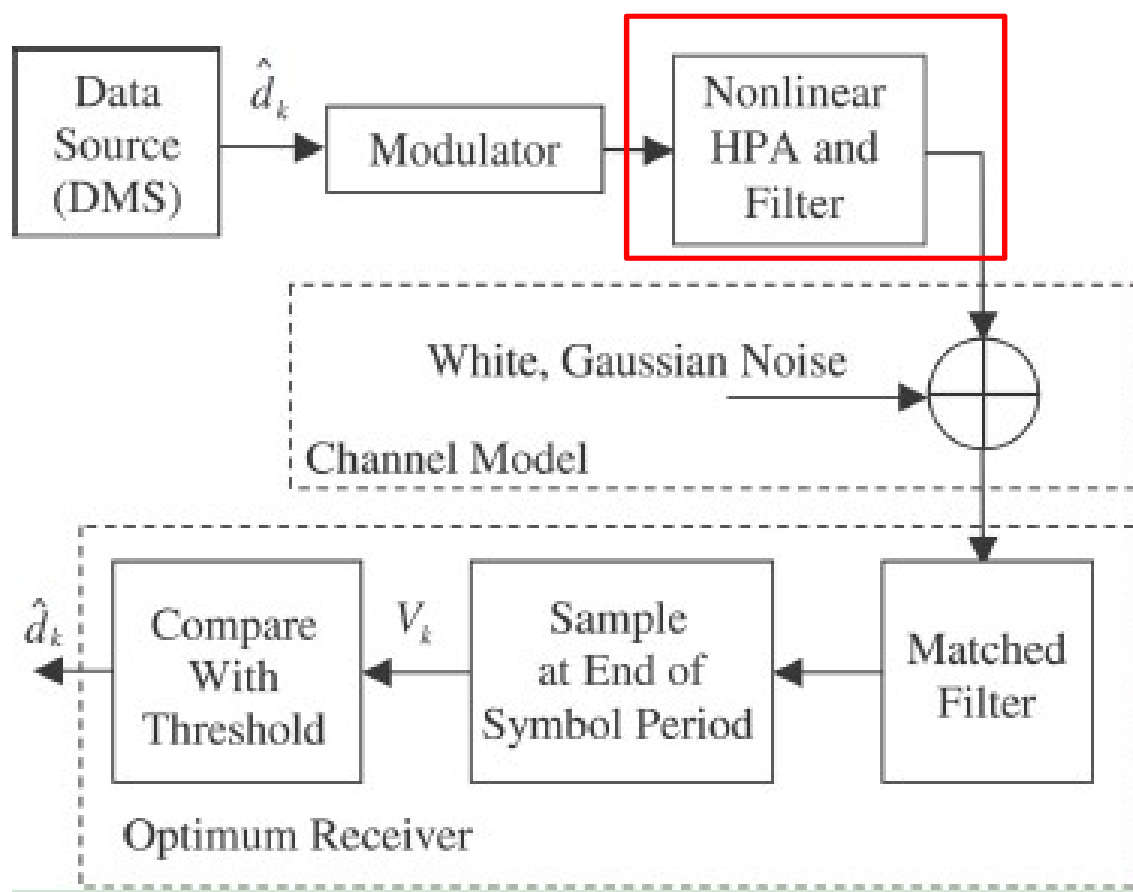 Data
Source
(DMS)
d̂ₖ
Modulator
Nonlinear
HPA and
Filter
White, Gaussian Noise
Channel Model
Matched
Filter
Sample
at End of
Symbol Period
Vₖ
Compare
With
Threshold
d̂ₖ
Optimum Receiver